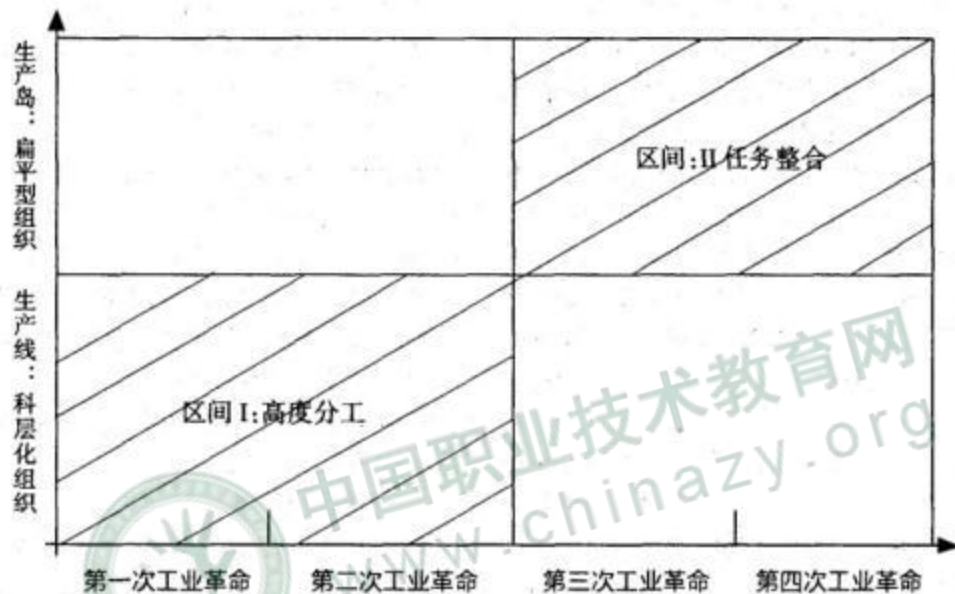 生产岛：扁平型组织
区间:II 任务整合
生产线：科层化组织
区间 I:高度分工
中国职业技术教育网
www.chinazy.org
第一次工业革命
第二次工业革命
第三次工业革命
第四次工业革命